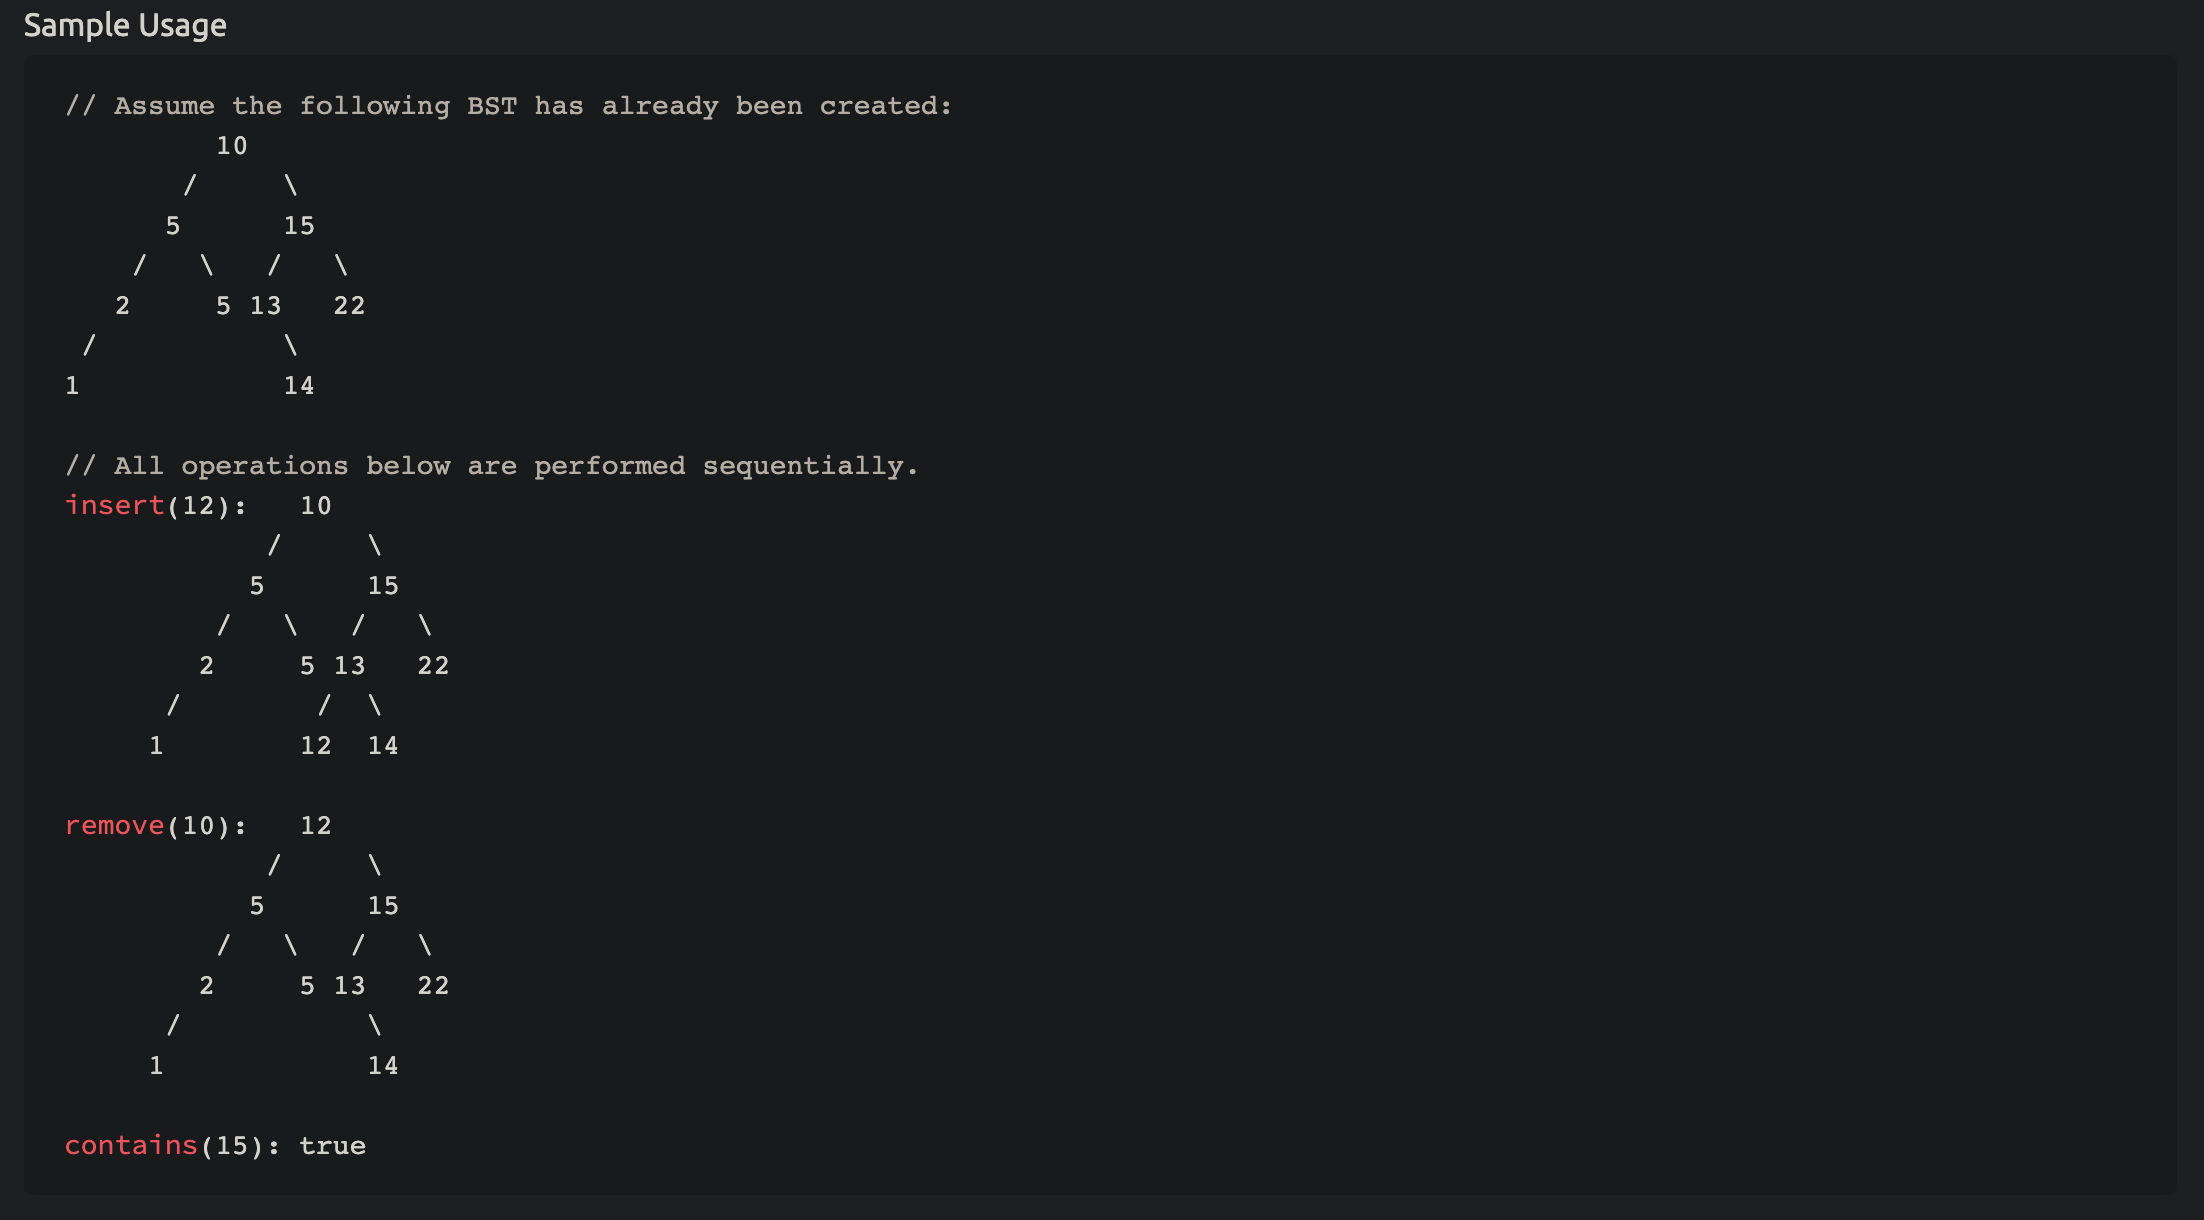 Sample Usage
// Assume the following BST has already been created:
         10
       /     \
      5      15
    /   \   /   \
   2     5 13   22
 /           \
1            14
// All operations below are performed sequentially.
insert(12):   10
            /     \
           5      15
         /   \   /   \
        2     5 13   22
      /        /  \
     1        12  14
remove(10):   12
            /     \
           5      15
         /   \   /   \
        2     5 13   22
      /           \
     1            14
contains(15): true